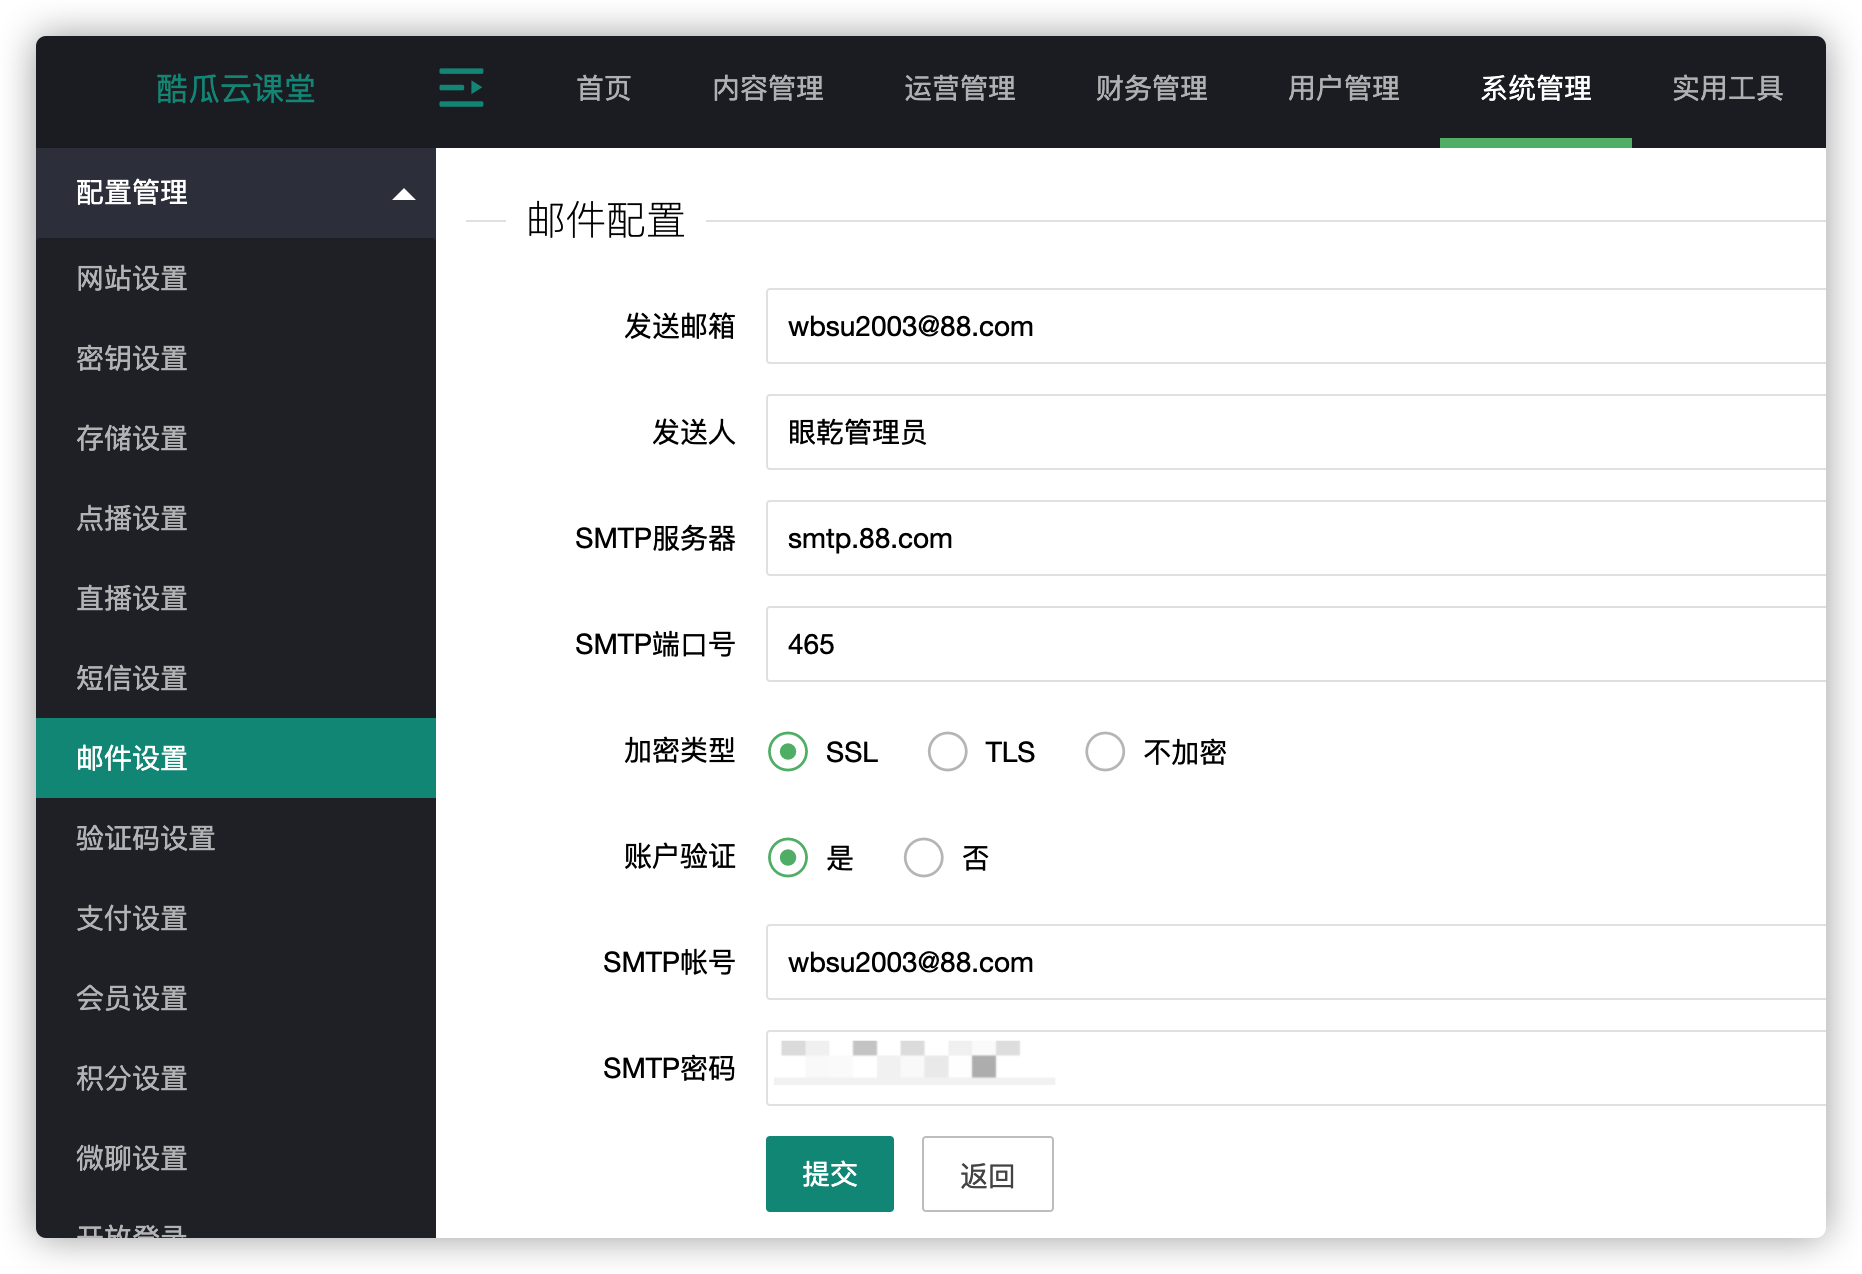 酷瓜云课堂 首页 内容管理 运营管理 财务管理 用户管理 系统管理 实用工具
配置管理
网站设置
密钥设置
存储设置
点播设置
直播设置
短信设置
邮件设置
验证码设置
支付设置
会员设置
积分设置
微聊设置
开放登录
邮件配置
发送邮箱 wbsu2003@88.com
发送人 眼乾管理员
SMTP服务器 smtp.88.com
SMTP端口号 465
加密类型 SSL TLS 不加密
账户验证 是 否
SMTP帐号 wbsu2003@88.com
SMTP密码
提交 返回